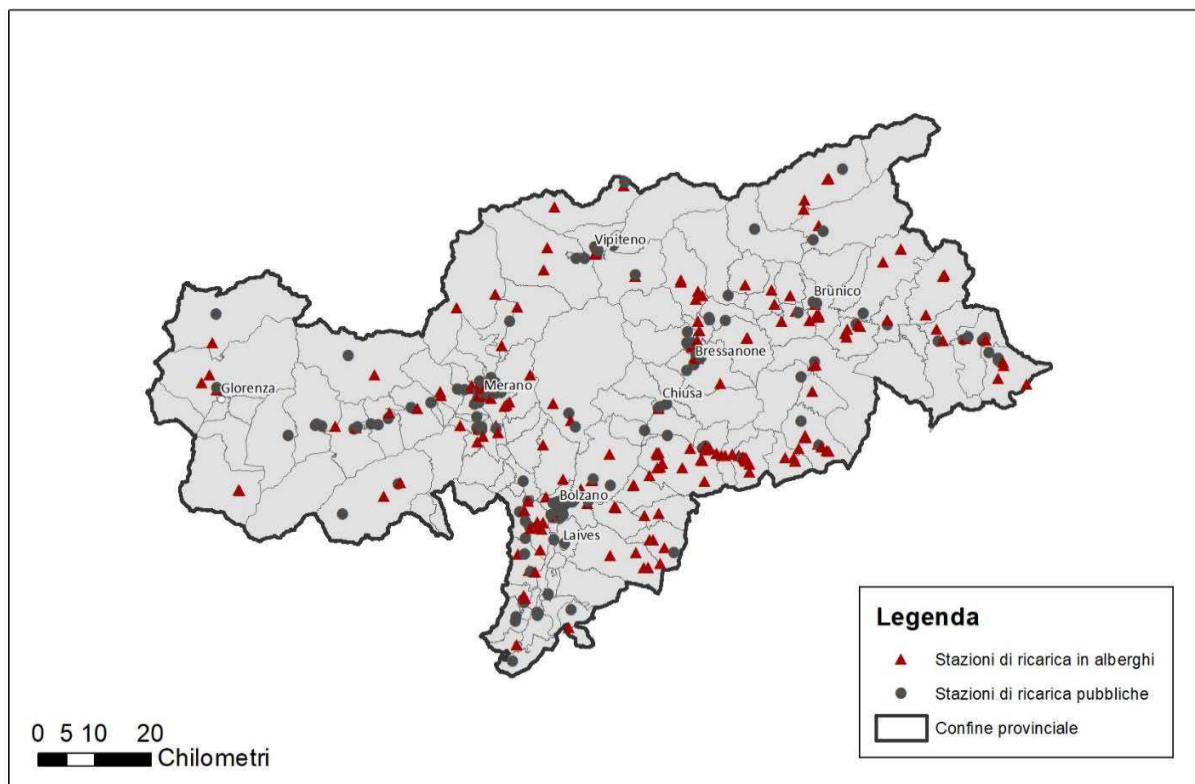 Vipiteno
Brùnico
Bressanone
Glorenza
Merano
Chiusa
Bolzano
Laives
Legenda
Stazioni di ricarica in alberghi
Stazioni di ricarica pubbliche
Confine provinciale
0 5 10 20
Chilometri